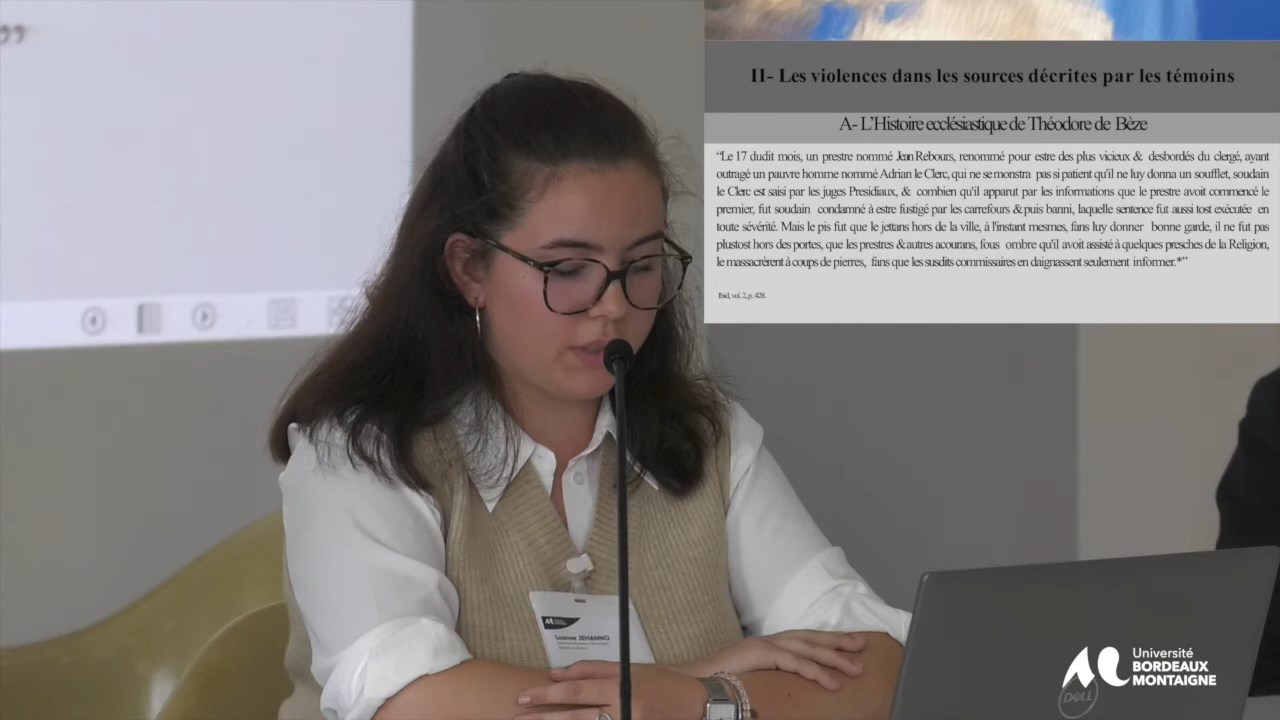 ”
II- Les violences dans les sources décrites par les témoins
A- L’Histoire ecclésiastique de Théodore de Bèze
“Le 17 dudit mois, un prestre nommé Jean Rebours, renommé pour estre des plus vicieux & desbordés du clergé, ayant
outragé un pauvre homme nommé Adrian le Clerc, qui ne se monstra pas si patient qu'il ne luy donna un soufflet, soudain
le Clerc est saisi par les juges Presidiaux, & combien qu'il apparut par les informations que le prestre avoit commencé le
premier, fut soudain condamné à estre fustigé par les carrefours & puis banni, laquelle sentence fut aussi tost exécutée en
toute sévérité. Mais le pis fut que le jettans hors de la ville, à l'instant mesmes, fans luy donner bonne garde, il ne fut pas
plustost hors des portes, que les prestres & autres acourans, fous ombre qu'il avoit assisté à quelques presches de la Religion,
le massacrèrent à coups de pierres, fans que les susdits commissaires en daignassent seulement informer.*”
Ibid, vol. 2, p. 428.
Leanne JEHANNO
Université
BORDEAUX
MONTAIGNE
DELL